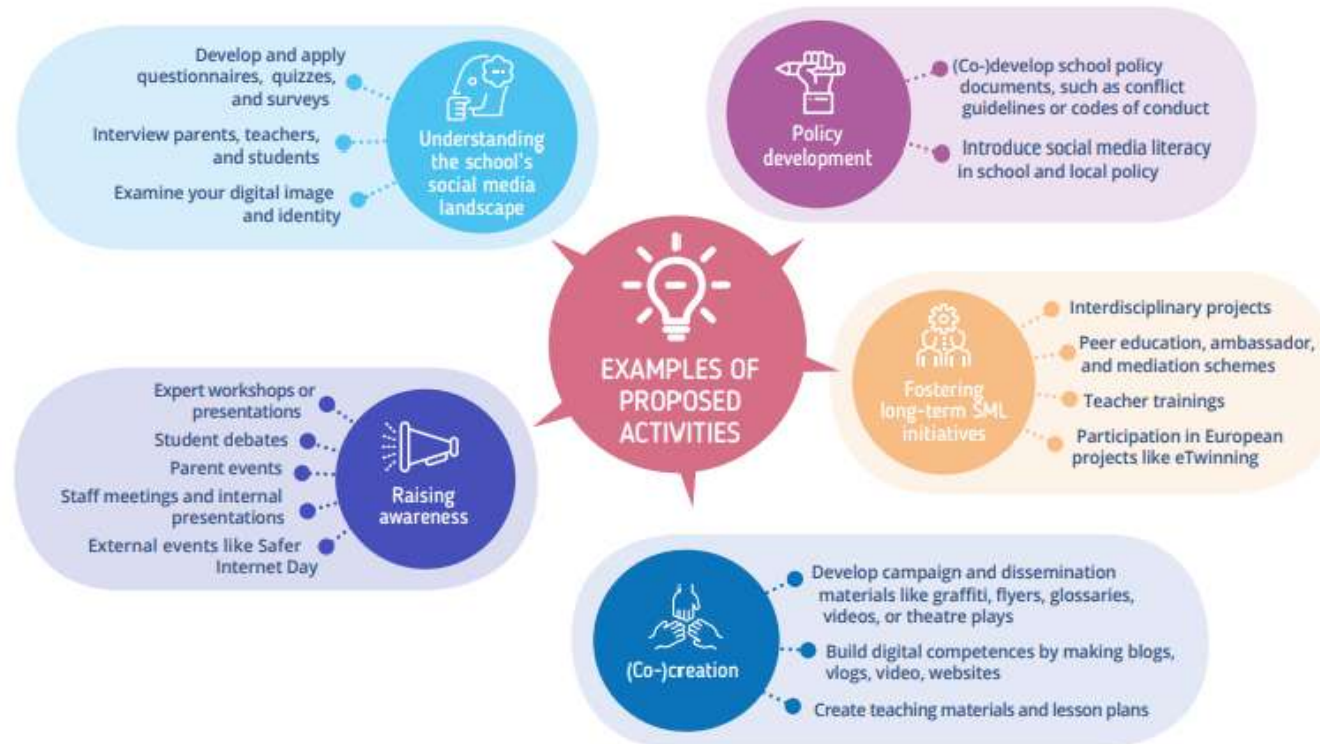 Develop and apply
questionnaires, quizzes,
and surveys
Interview parents, teachers,
and students
Examine your digital image
and identity
Understanding
the school's
social media
landscape
Policy
development
(Co-)develop school policy
documents, such as conflict
guidelines or codes of conduct
Introduce social media literacy
in school and local policy
EXAMPLES OF
PROPOSED
ACTIVITIES
Fostering
long-term SML
initiatives
Interdisciplinary projects
Peer education, ambassador,
and mediation schemes
Teacher trainings
Participation in European
projects like eTwinning
Expert workshops or
presentations
Student debates
Parent events
Staff meetings and internal
presentations
External events like Safer
Internet Day
Raising
awareness
(Co-)creation
Develop campaign and dissemination
materials like graffiti, flyers, glossaries,
videos, or theatre plays
Build digital competences by making blogs,
vlogs, video, websites
Create teaching materials and lesson plans